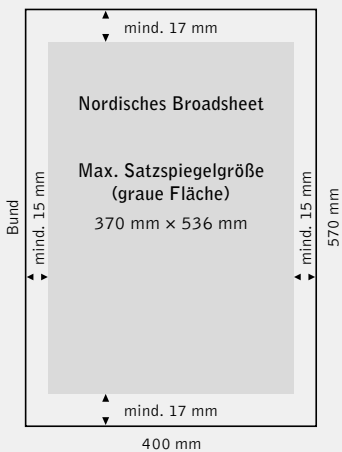 mind. 17 mm
Nordisches Broadsheet
Max. Satzspiegelgröße
(graue Fläche)
370 mm × 536 mm
Bund
mind. 15 mm
mind. 15 mm
570 mm
mind. 17 mm
400 mm